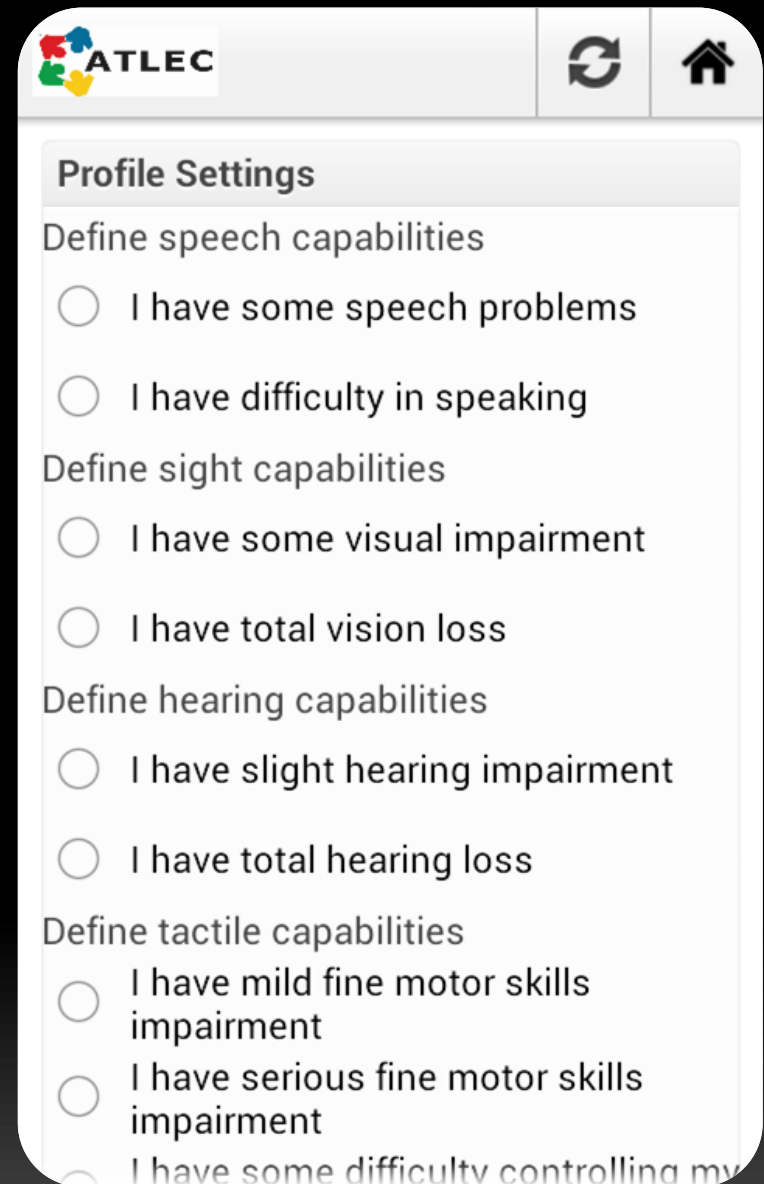 ATLEC
Profile Settings
Define speech capabilities
I have some speech problems
I have difficulty in speaking
Define sight capabilities
I have some visual impairment
I have total vision loss
Define hearing capabilities
I have slight hearing impairment
I have total hearing loss
Define tactile capabilities
I have mild fine motor skills
impairment
I have serious fine motor skills
impairment
I have some difficulty controlling my